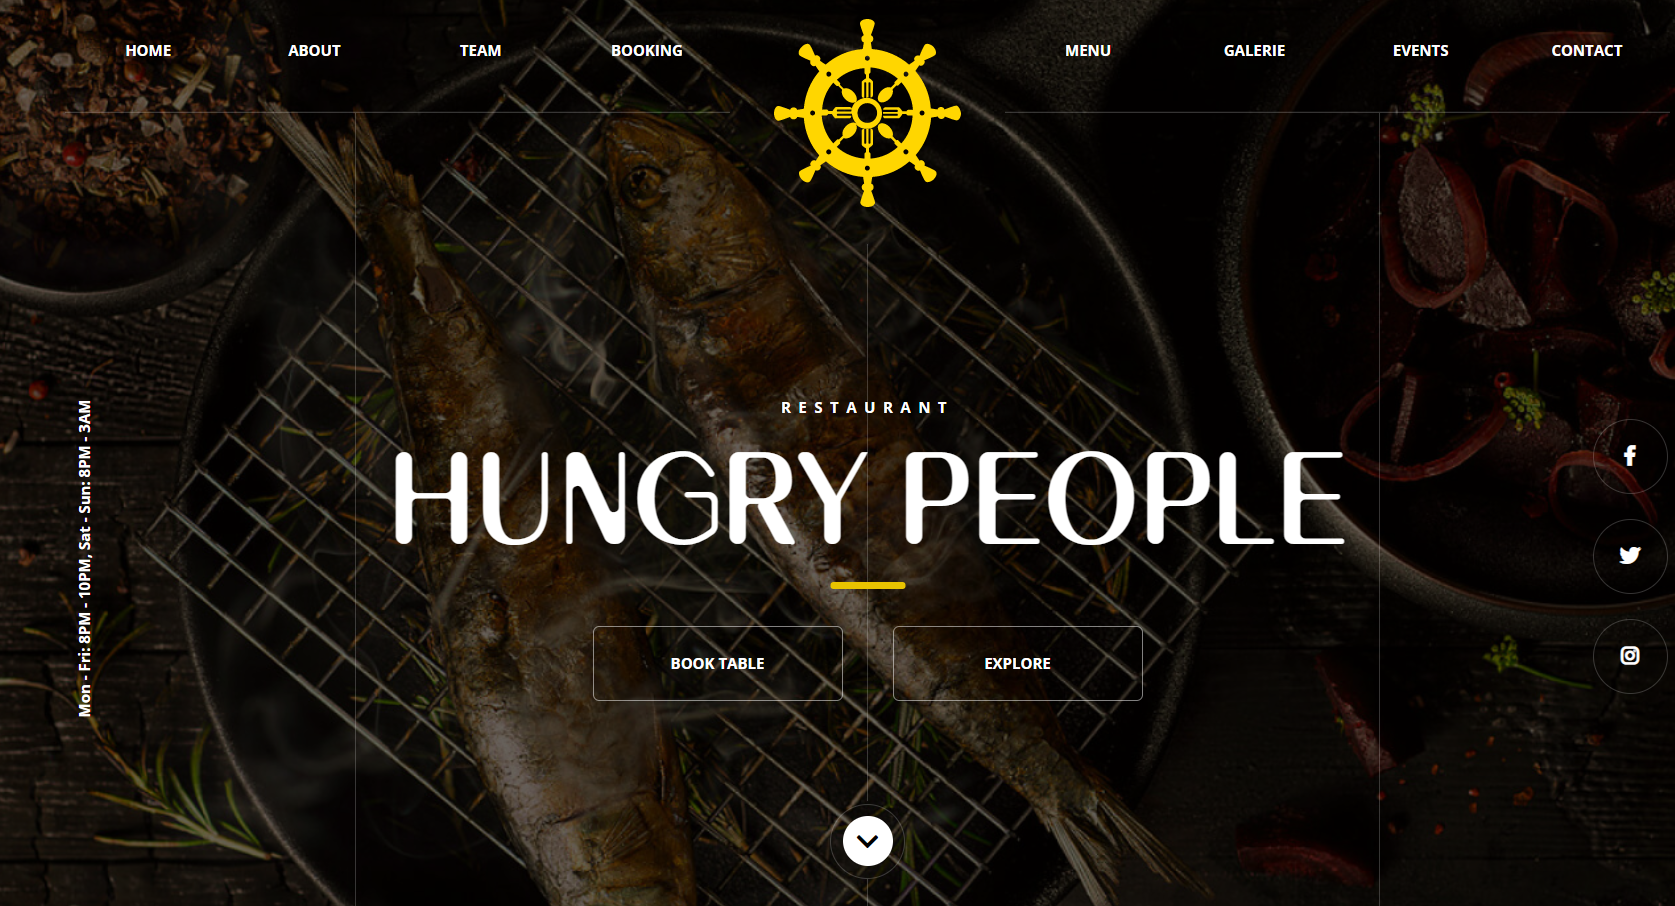 HOME ABOUT TEAM BOOKING MENU GALERIE EVENTS CONTACT
Mon - Fri: 8PM - 10PM, Sat - Sun: 8PM - 3AM
RESTAURANT
HUNGRY PEOPLE
BOOK TABLE EXPLORE